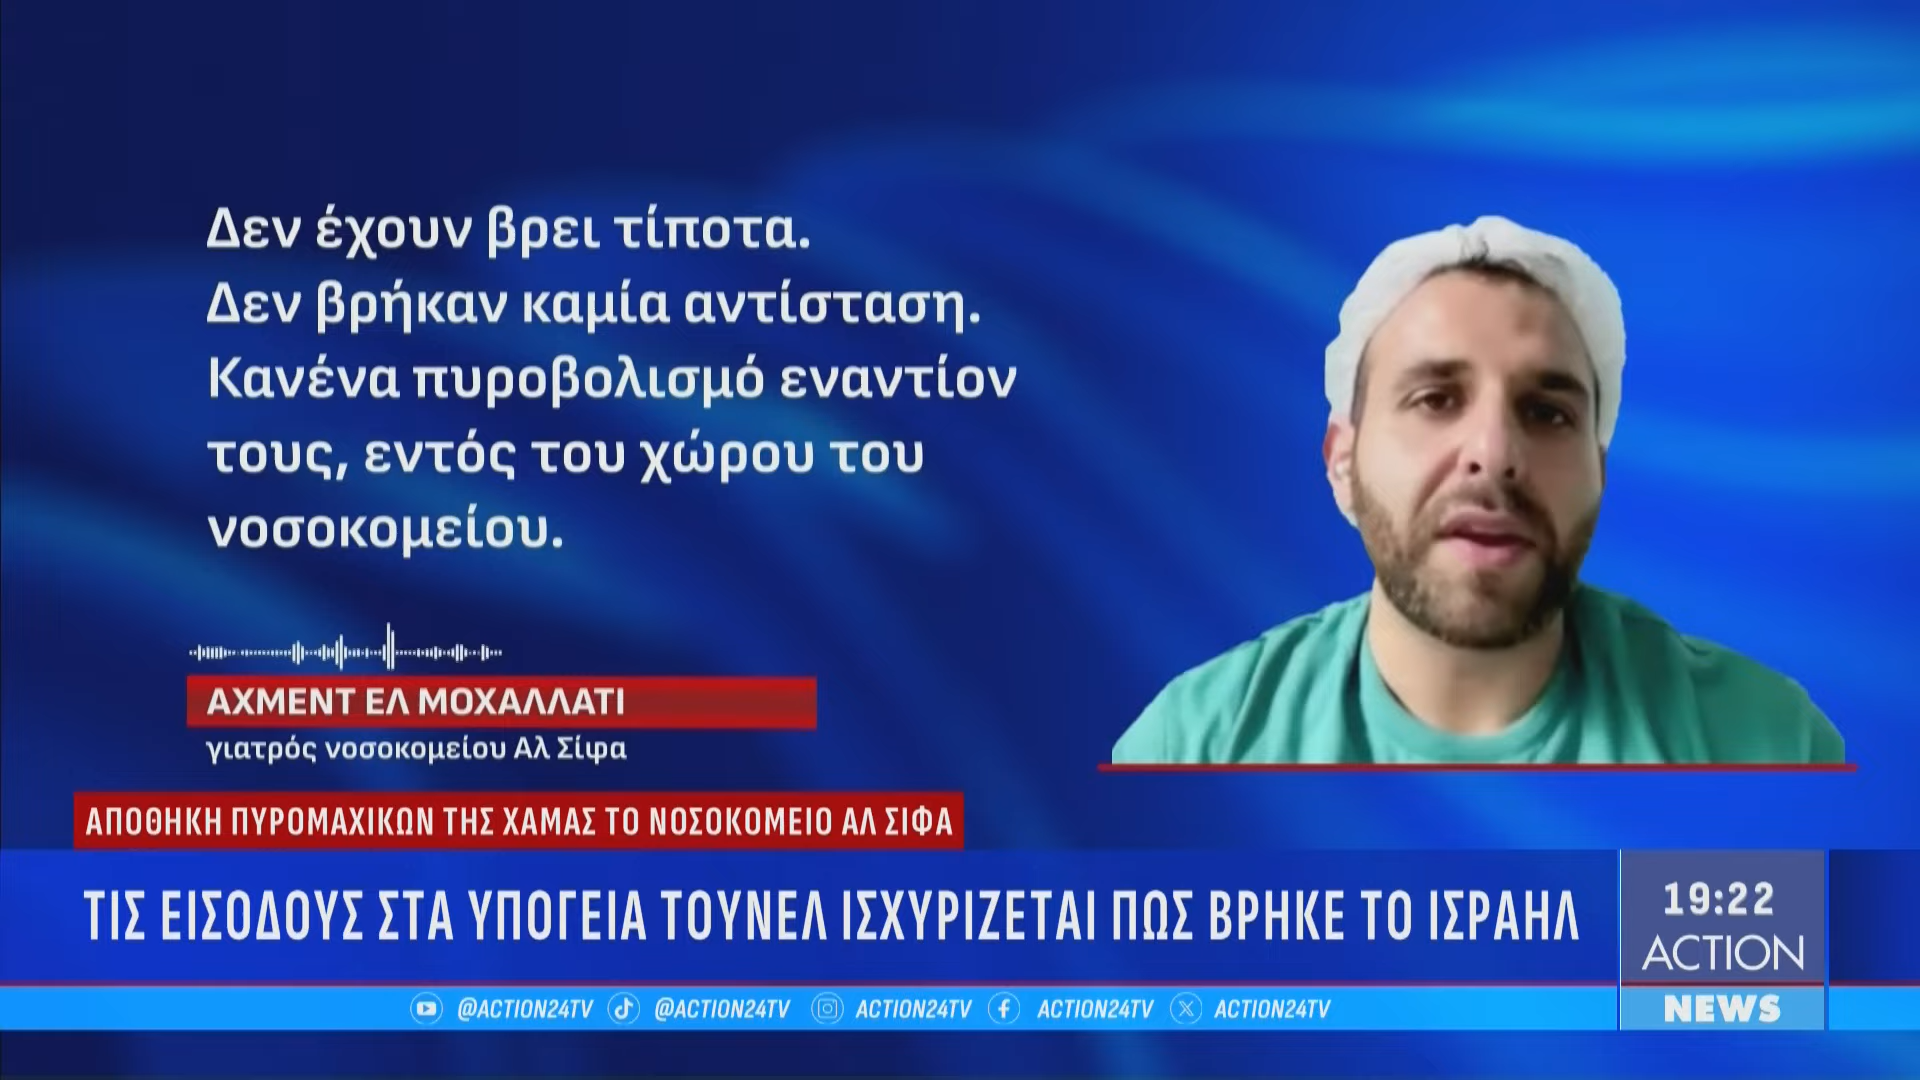 Δεν έχουν βρει τίποτα.
Δεν βρήκαν καμία αντίσταση.
Κανένα πυροβολισμό εναντίον
τους, εντός του χώρου του
νοσοκομείου.
ΑΧΜΕΝΤ ΕΛ ΜΟΧΑΛΛΑΤΙ
γιατρός νοσοκομείου Αλ Σίφα
ΑΠΟΘΗΚΗ ΠΥΡΟΜΑΧΙΚΩΝ ΤΗΣ ΧΑΜΑΣ ΤΟ ΝΟΣΟΚΟΜΕΙΟ ΑΛ ΣΙΦΑ
ΤΙΣ ΕΙΣΟΔΟΥΣ ΣΤΑ ΥΠΟΓΕΙΑ ΤΟΥΝΕΛ ΙΣΧΥΡΙΖΕΤΑΙ ΠΩΣ ΒΡΗΚΕ ΤΟ ΙΣΡΑΗΛ
19:22
ACTION
NEWS
@ACTION24TV @ACTION24TV ACTION24TV ACTION24TV ACTION24TV